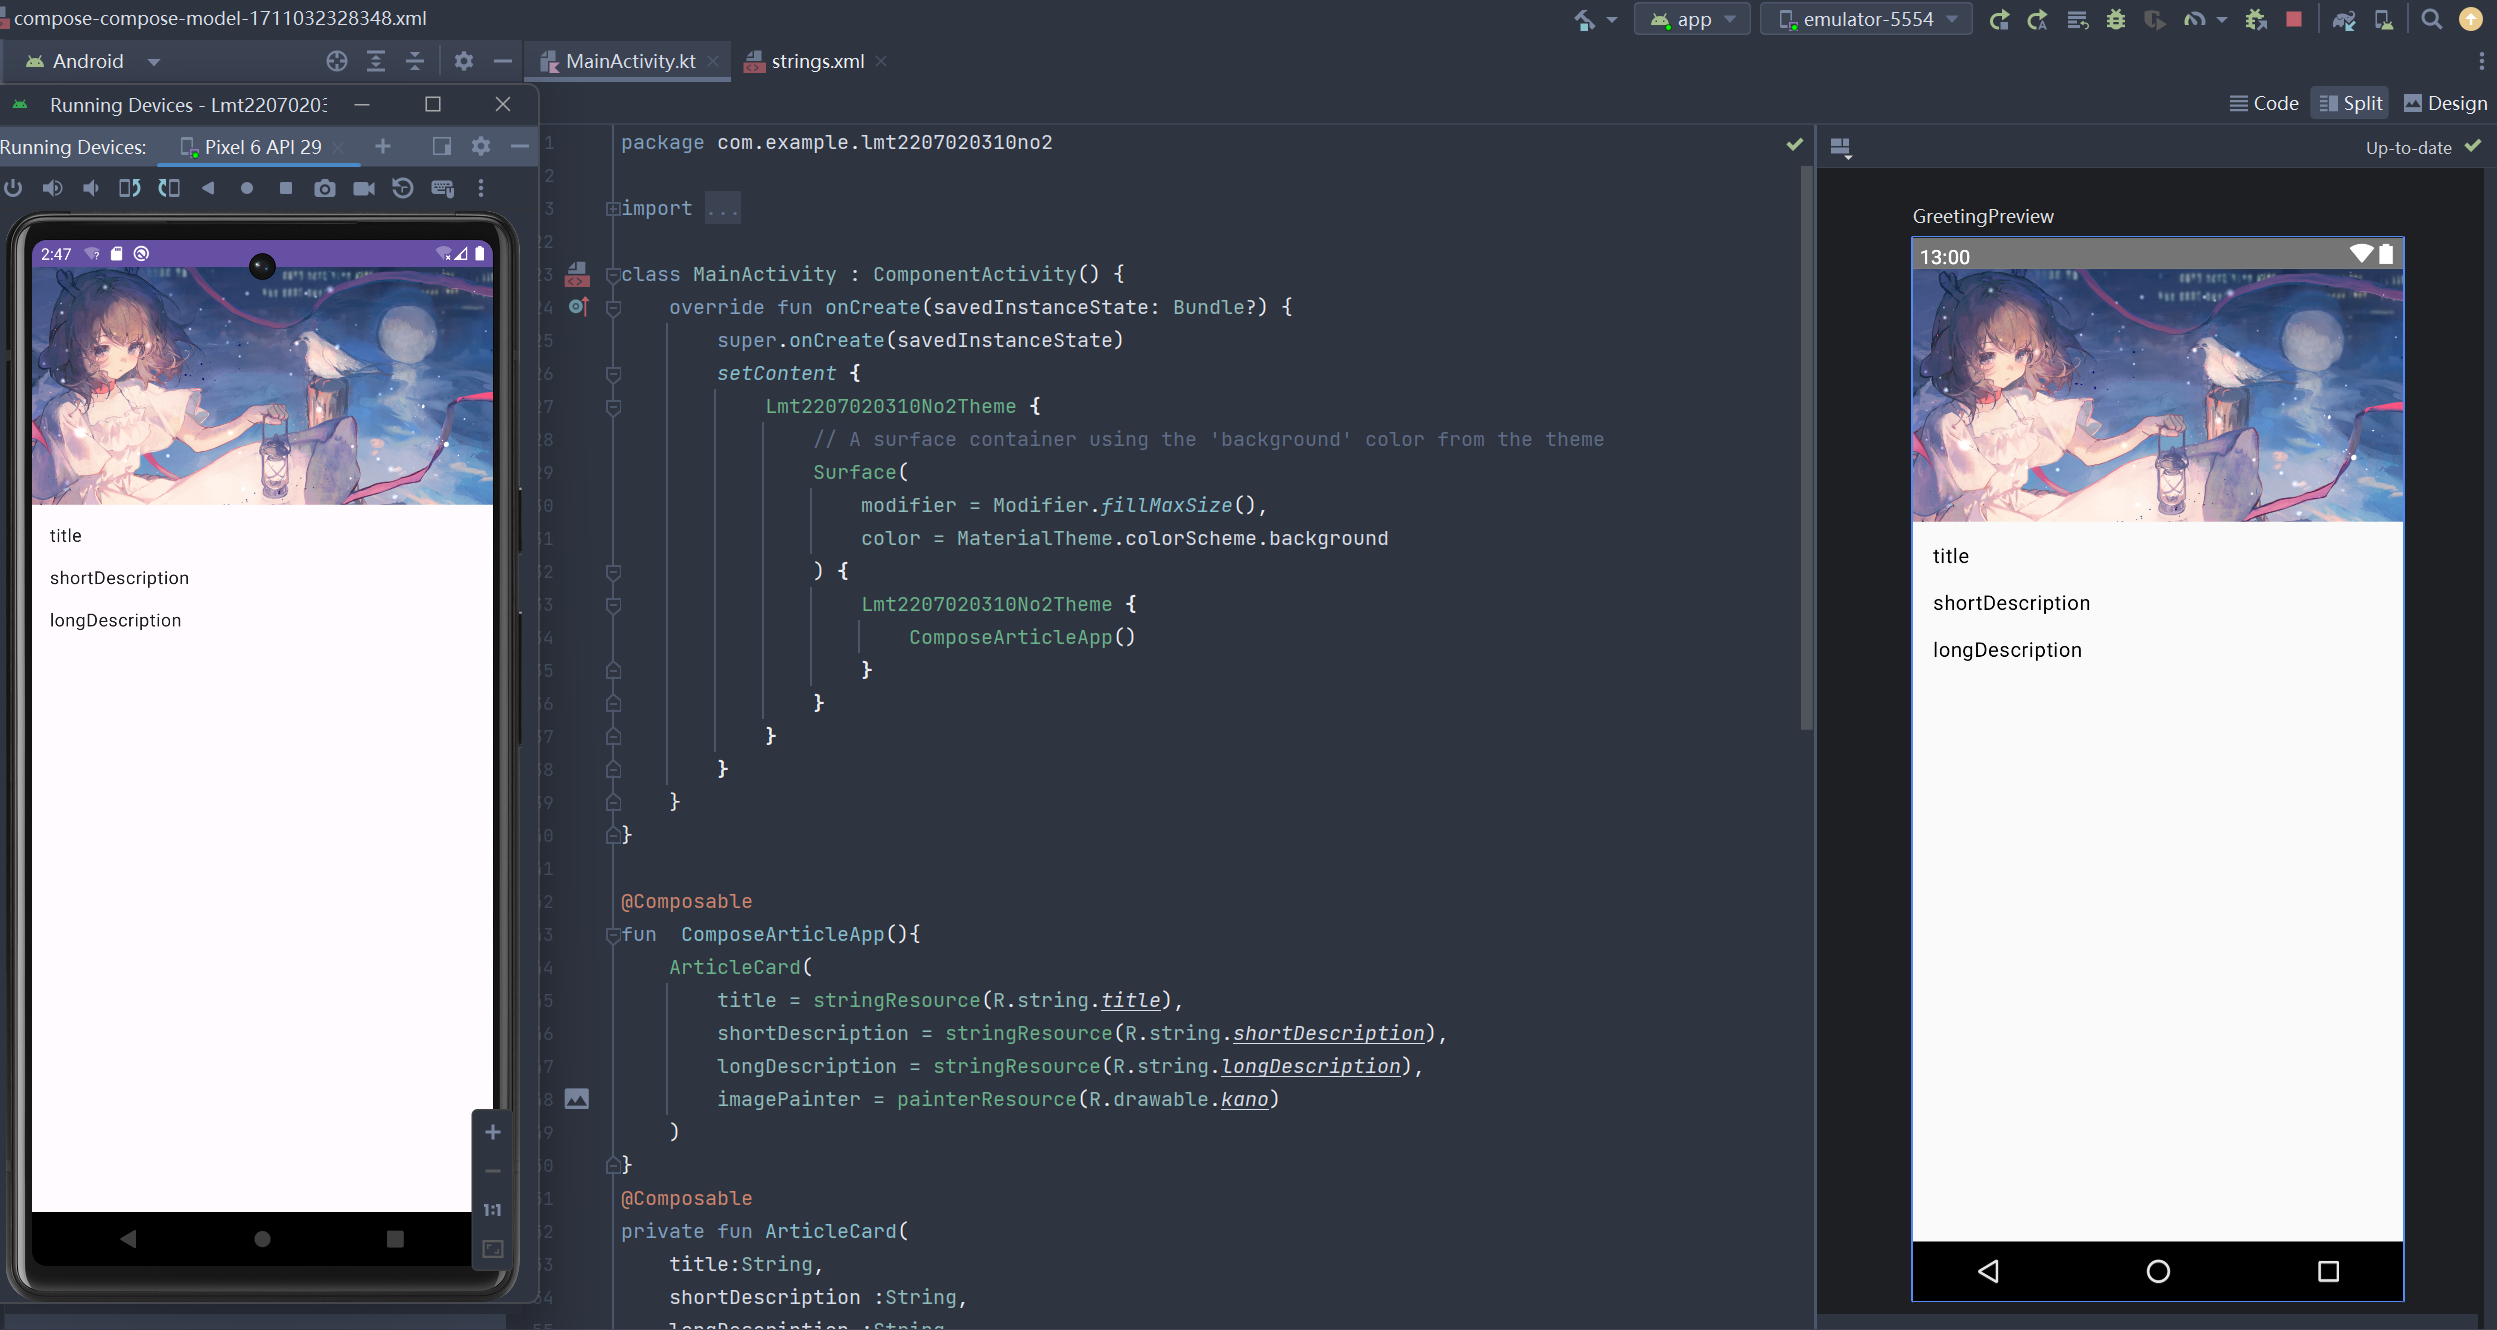 compose-compose-model-1711032328348.xml
app
emulator-5554
Android
MainActivity.kt
strings.xml
Running Devices - Lmt2207020
Code
Split
Design
Running Devices:
Pixel 6 API 29
Up-to-date
2:47
title
shortDescription
longDescription
1:1
1 package com.example.lmt2207020310no2
2
3 import ...
class MainActivity : ComponentActivity() {
override fun onCreate(savedInstanceState: Bundle?) {
super.onCreate(savedInstanceState)
setContent {
Lmt2207020310No2Theme {
// A surface container using the 'background' color from the theme
Surface(
modifier = Modifier.fillMaxSize(),
color = MaterialTheme.colorScheme.background
) {
Lmt2207020310No2Theme {
ComposeArticleApp()
}
}
}
}
}
}
@Composable
fun  ComposeArticleApp(){
ArticleCard(
title = stringResource(R.string.title),
shortDescription = stringResource(R.string.shortDescription),
longDescription = stringResource(R.string.longDescription),
imagePainter = painterResource(R.drawable.kano)
)
}
@Composable
private fun ArticleCard(
title:String,
shortDescription :String,
longDescription :String
GreetingPreview
13:00
title
shortDescription
longDescription